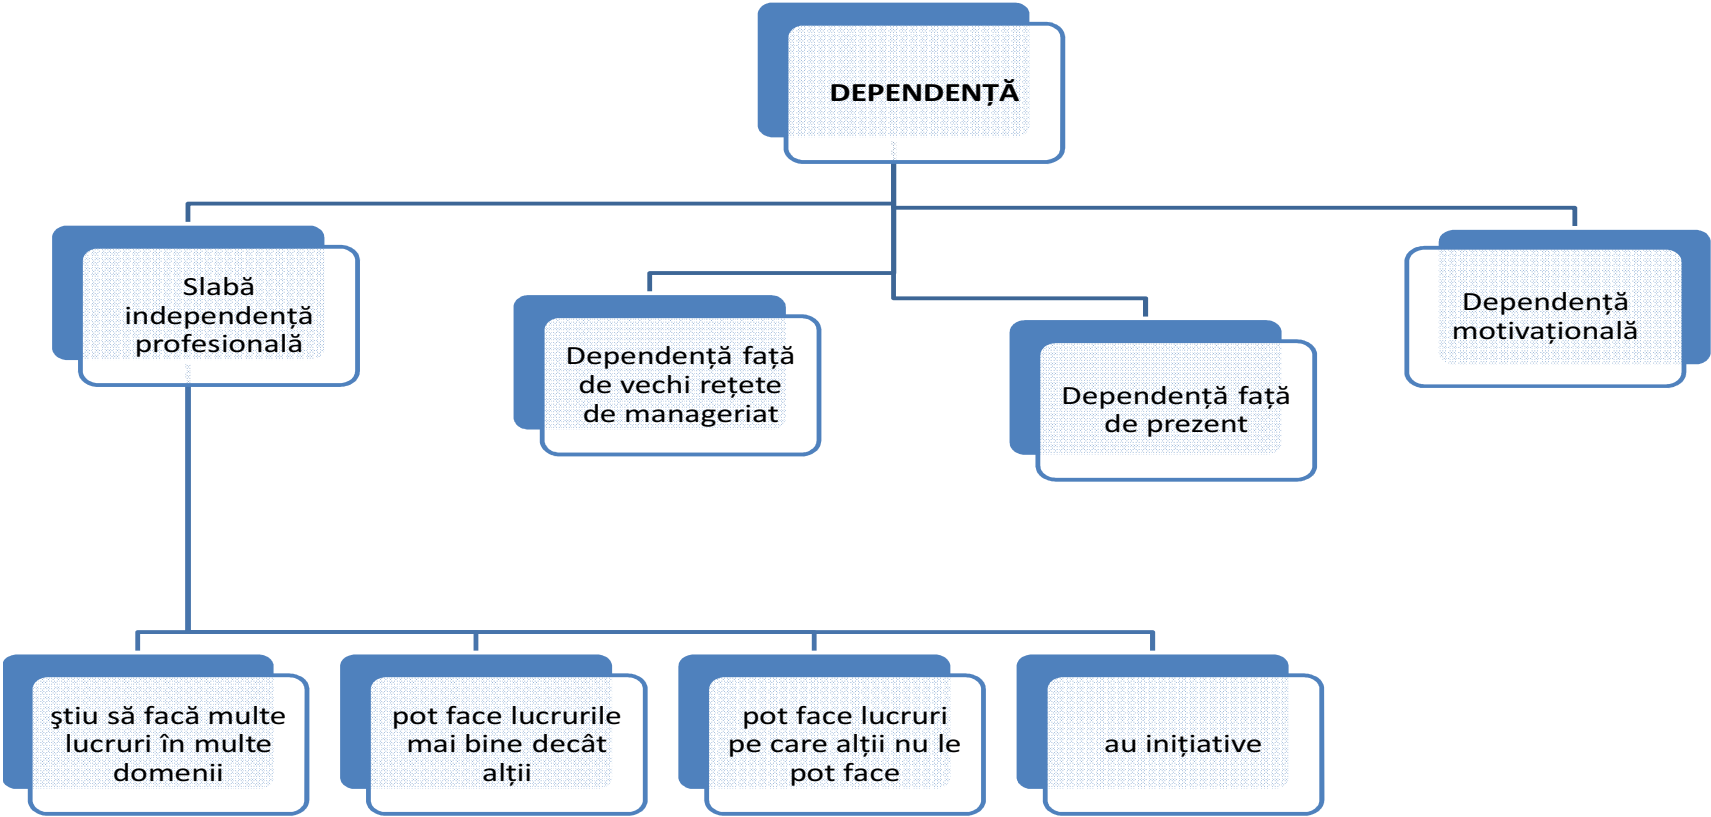 DEPENDENȚĂ
Slabă
independență
profesională
Dependență față
de vechi rețete
de manageriat
Dependență față
de prezent
Dependență
motivațională
ştiu să facă multe
lucruri în multe
domenii
pot face lucrurile
mai bine decât
alții
pot face lucruri
pe care alții nu le
pot face
au inițiative